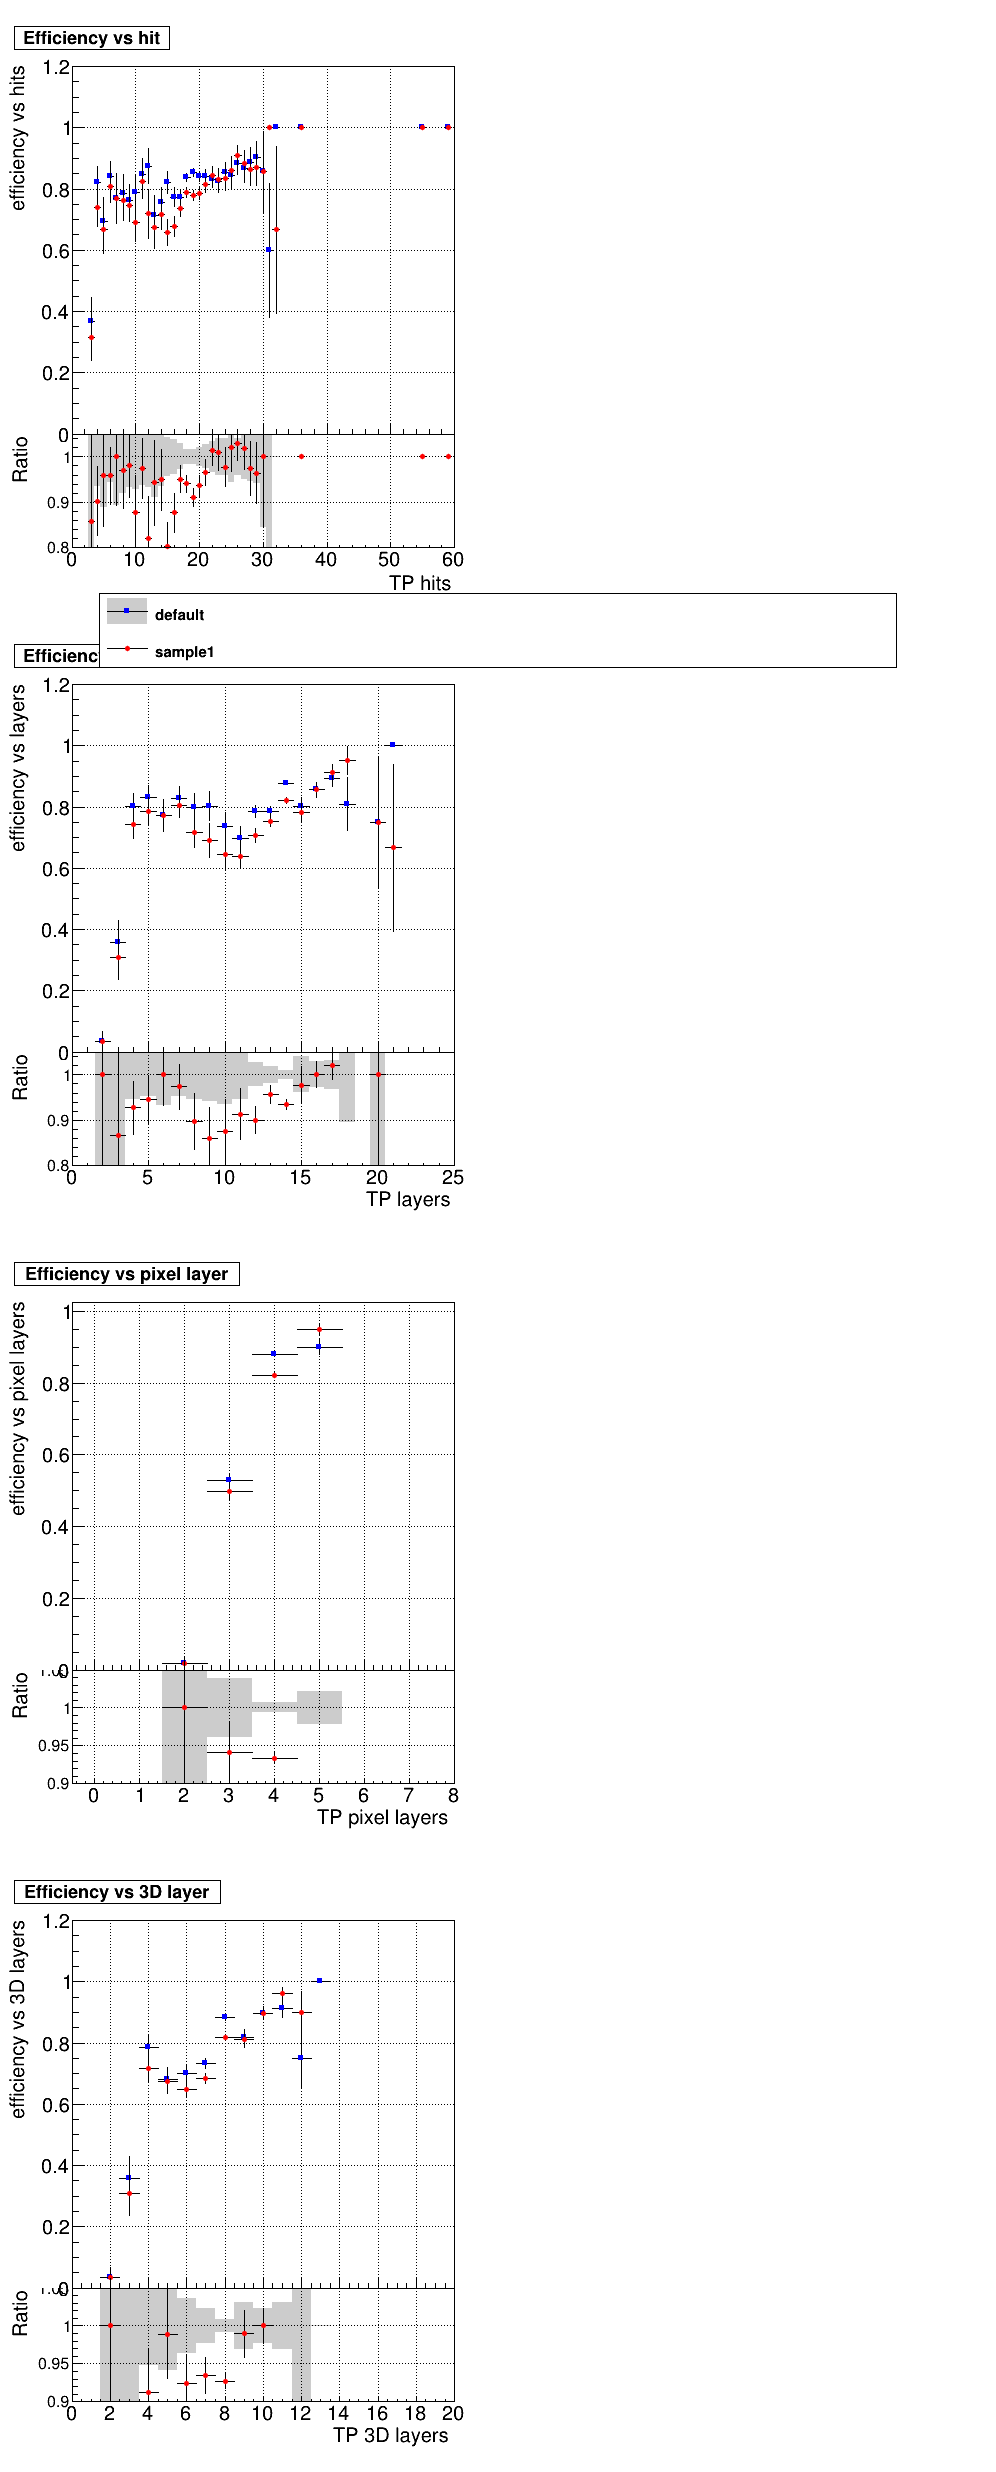 Efficiency vs hit
efficiency vs hits
1.2
1
0.8
0.6
0.4
0.2
0
Ratio
1
0.9
0.8
0 10 20 30 40 50 60
TP hits
default
sample1
Efficienc
efficiency vs layers
1.2
1
0.8
0.6
0.4
0.2
0
Ratio
1
0.9
0.8
0 5 10 15 20 25
TP layers
Efficiency vs pixel layer
efficiency vs pixel layers
1
0.8
0.6
0.4
0.2
0
Ratio
1
0.95
0.9
0 1 2 3 4 5 6 7 8
TP pixel layers
Efficiency vs 3D layer
efficiency vs 3D layers
1.2
1
0.8
0.6
0.4
0.2
0
Ratio
1
0.95
0.9
0 2 4 6 8 10 12 14 16 18 20
TP 3D layers